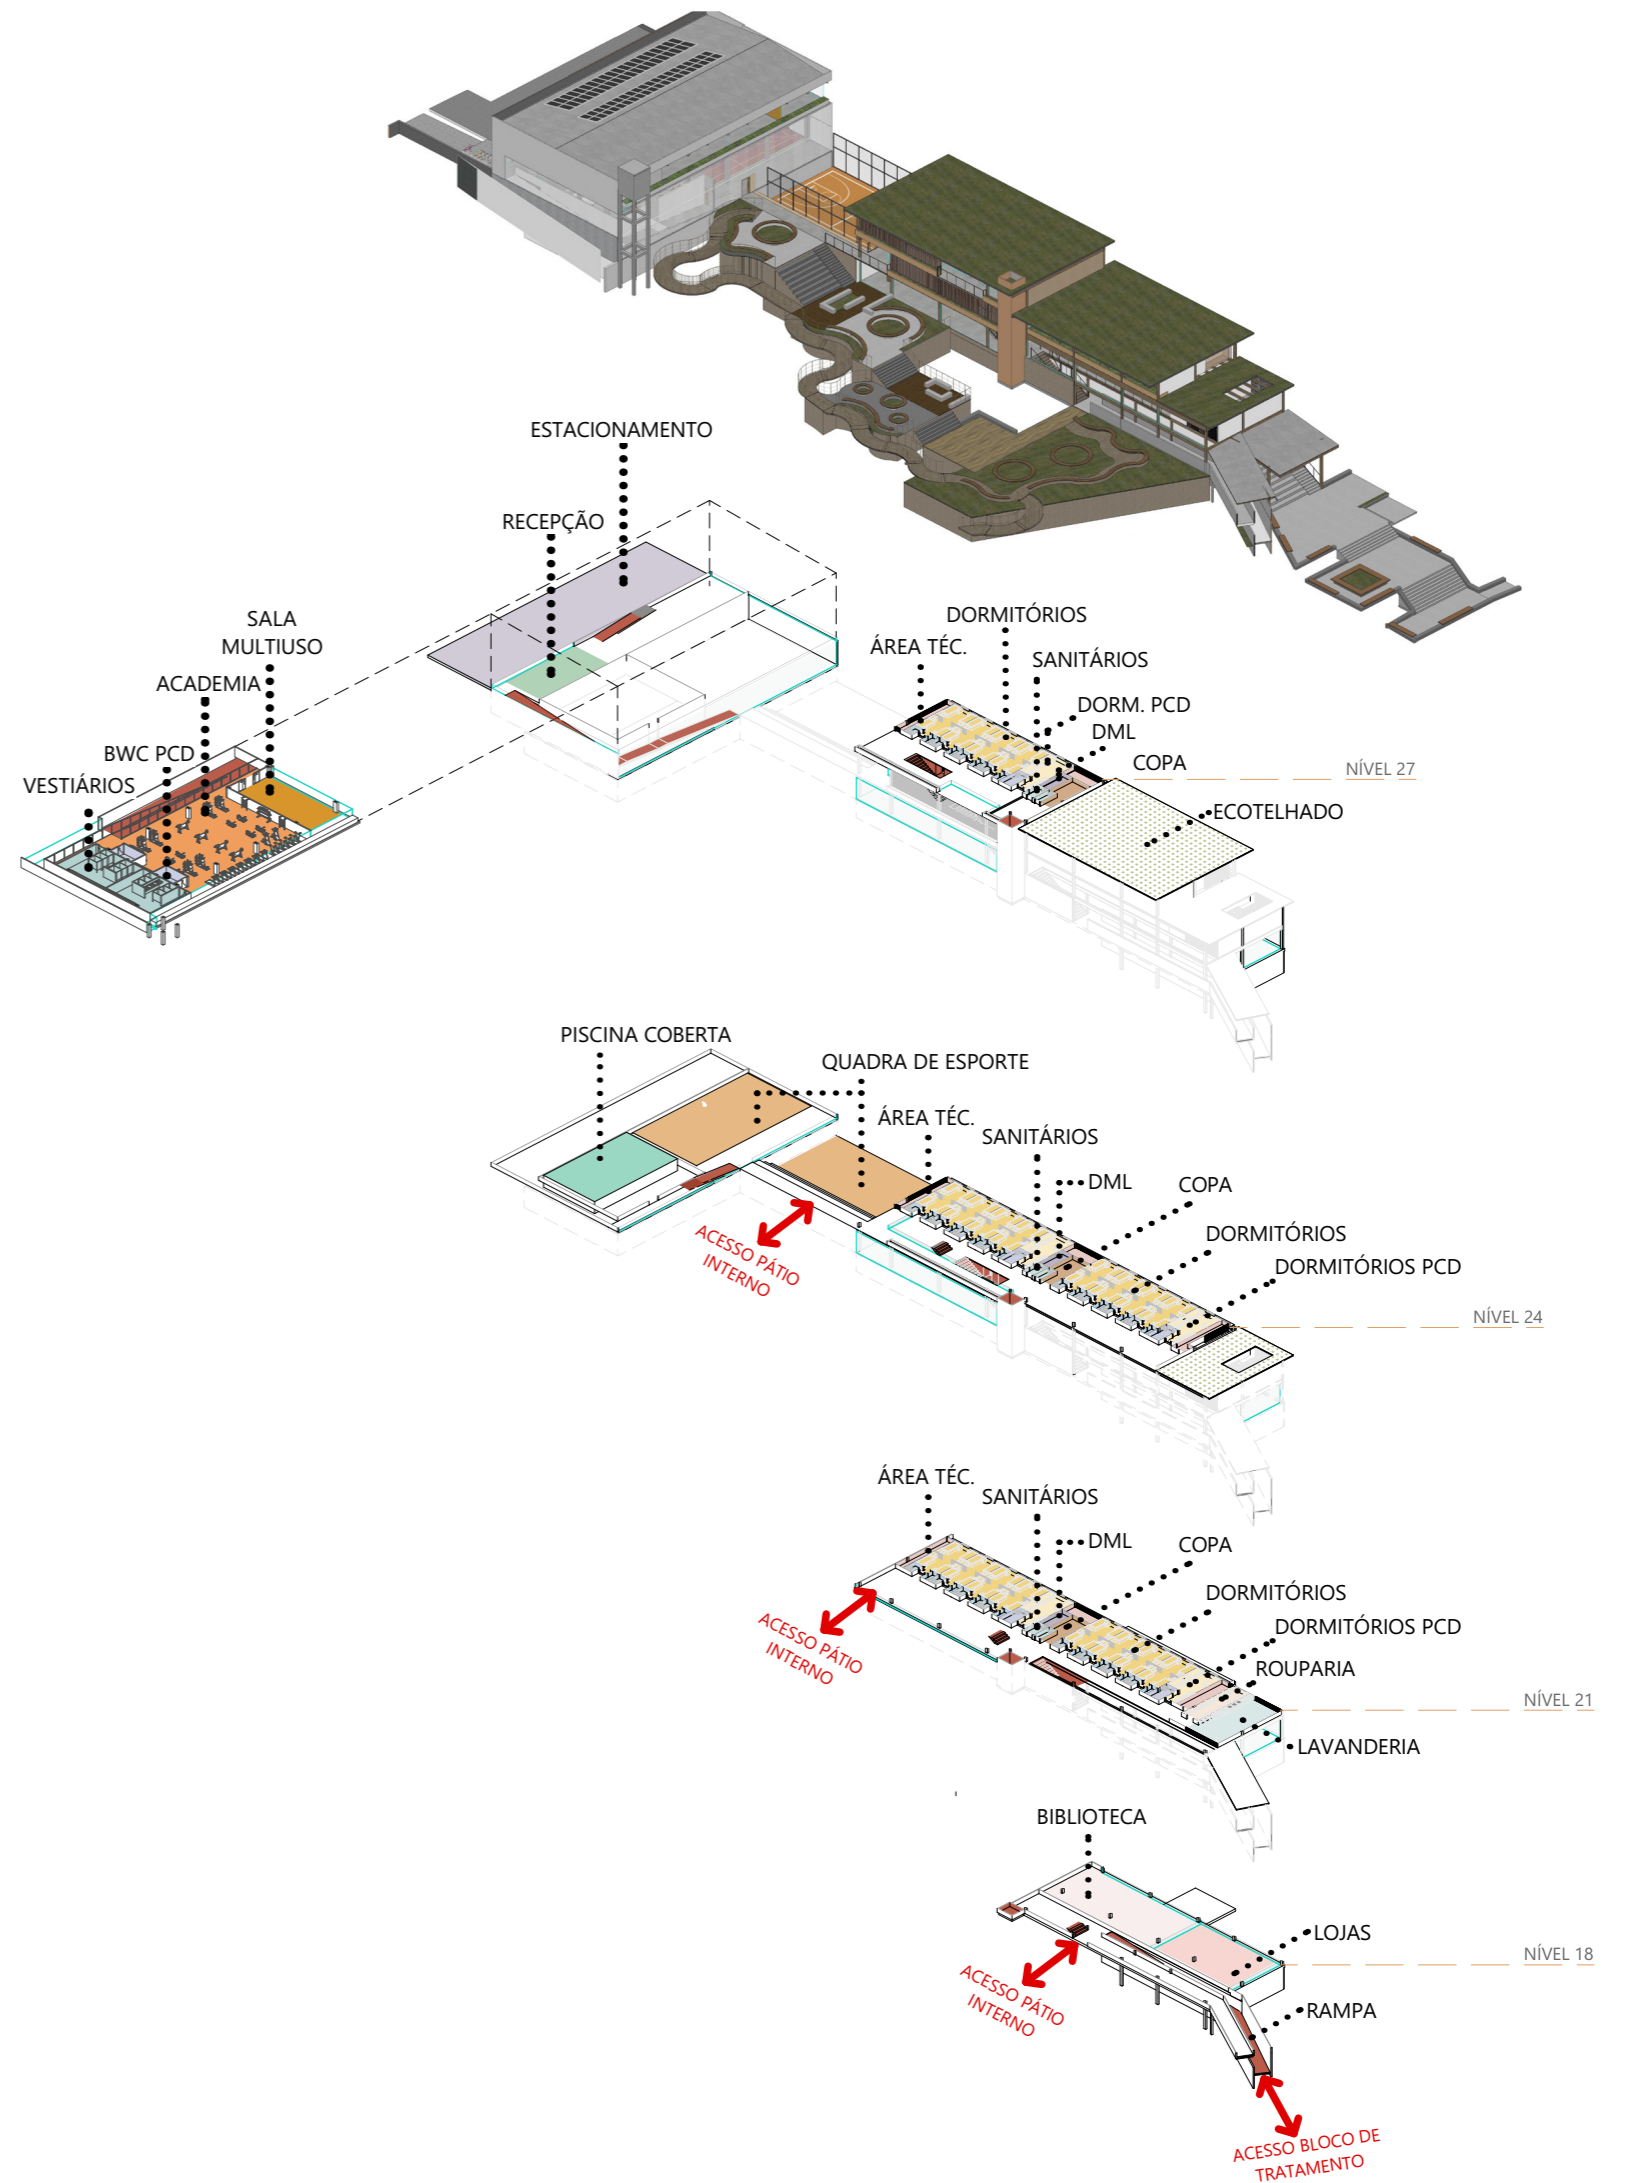 ESTACIONAMENTO
RECEPÇÃO
SALA
MULTIUSO
ACADEMIA
BWC PCD
VESTIÁRIOS
DORMITÓRIOS
ÁREA TÉC.
SANITÁRIOS
DORM. PCD
DML
COPA
NÍVEL 27
ECOTELHADO
PISCINA COBERTA
QUADRA DE ESPORTE
ÁREA TÉC.
SANITÁRIOS
DML
COPA
DORMITÓRIOS
DORMITÓRIOS PCD
ACESSO PÁTIO
INTERNO
NÍVEL 24
ÁREA TÉC.
SANITÁRIOS
DML
COPA
DORMITÓRIOS
DORMITÓRIOS PCD
ROUPARIA
ACESSO PÁTIO
INTERNO
NÍVEL 21
LAVANDERIA
BIBLIOTECA
LOJAS
NÍVEL 18
ACESSO PÁTIO
INTERNO
RAMPA
ACESSO BLOCO DE
TRATAMENTO